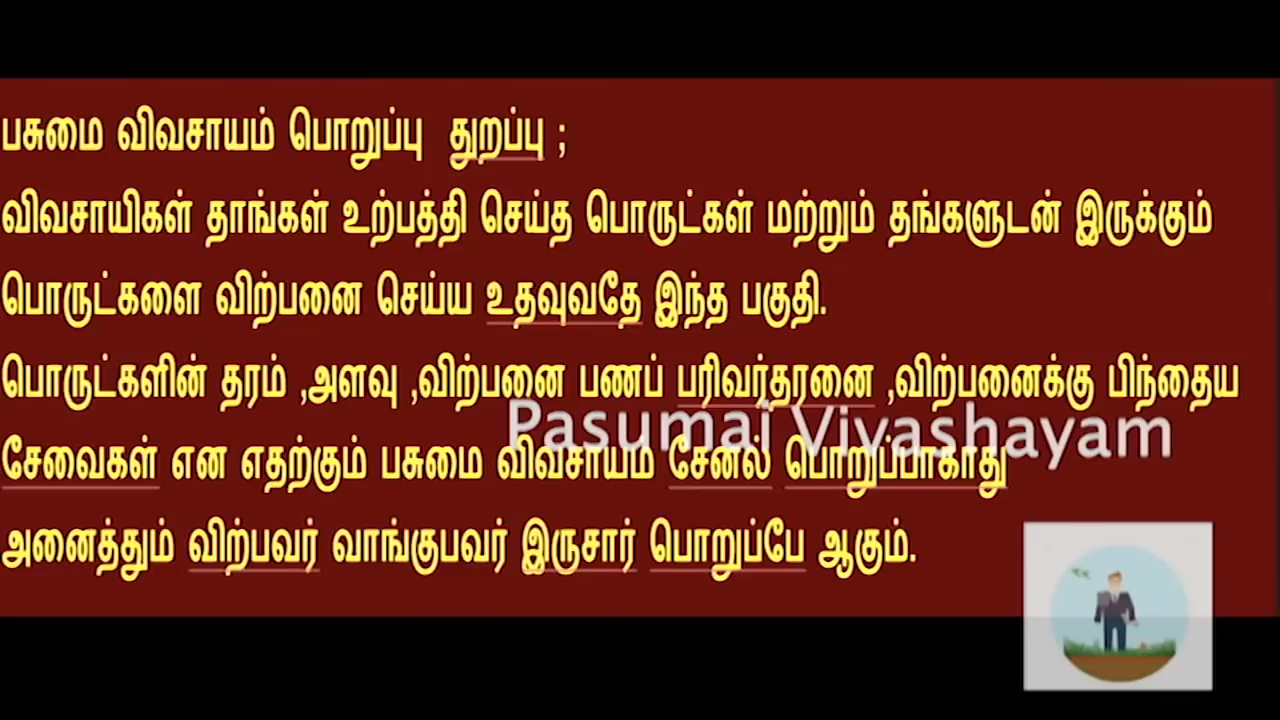 பசுமை விவசாயம் பொறுப்பு துறப்பு ;
விவசாயிகள் தாங்கள் உற்பத்தி செய்த பொருட்கள் மற்றும் தங்களுடன் இருக்கும்
பொருட்களை விற்பனை செய்ய உதவுவதே இந்த பகுதி.
பொருட்களின் தரம் ,அளவு ,விற்பனை பணப் பரிவர்தரனை ,விற்பனைக்கு பிந்தைய
Pasumai Vivashayam
சேவைகள் என எதற்கும் பசுமை விவசாயம் சேனல் பொறுப்பாகாது
அனைத்தும் விற்பவர் வாங்குபவர் இருசார் பொறுப்பே ஆகும்.